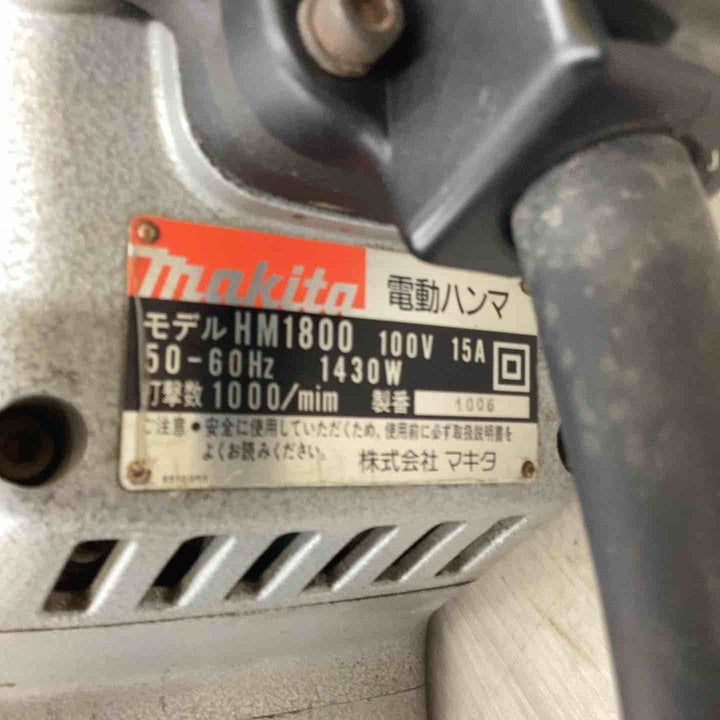 makita 電動ハンマ
モデル HM1800 100V 15A
50-60Hz 1430W
打撃数 1000/mim 製番 1006
ご注意 ● 安全に使用していただくため、使用前に必ず取扱説明書を
よくお読みください。 株式会社 マキタ